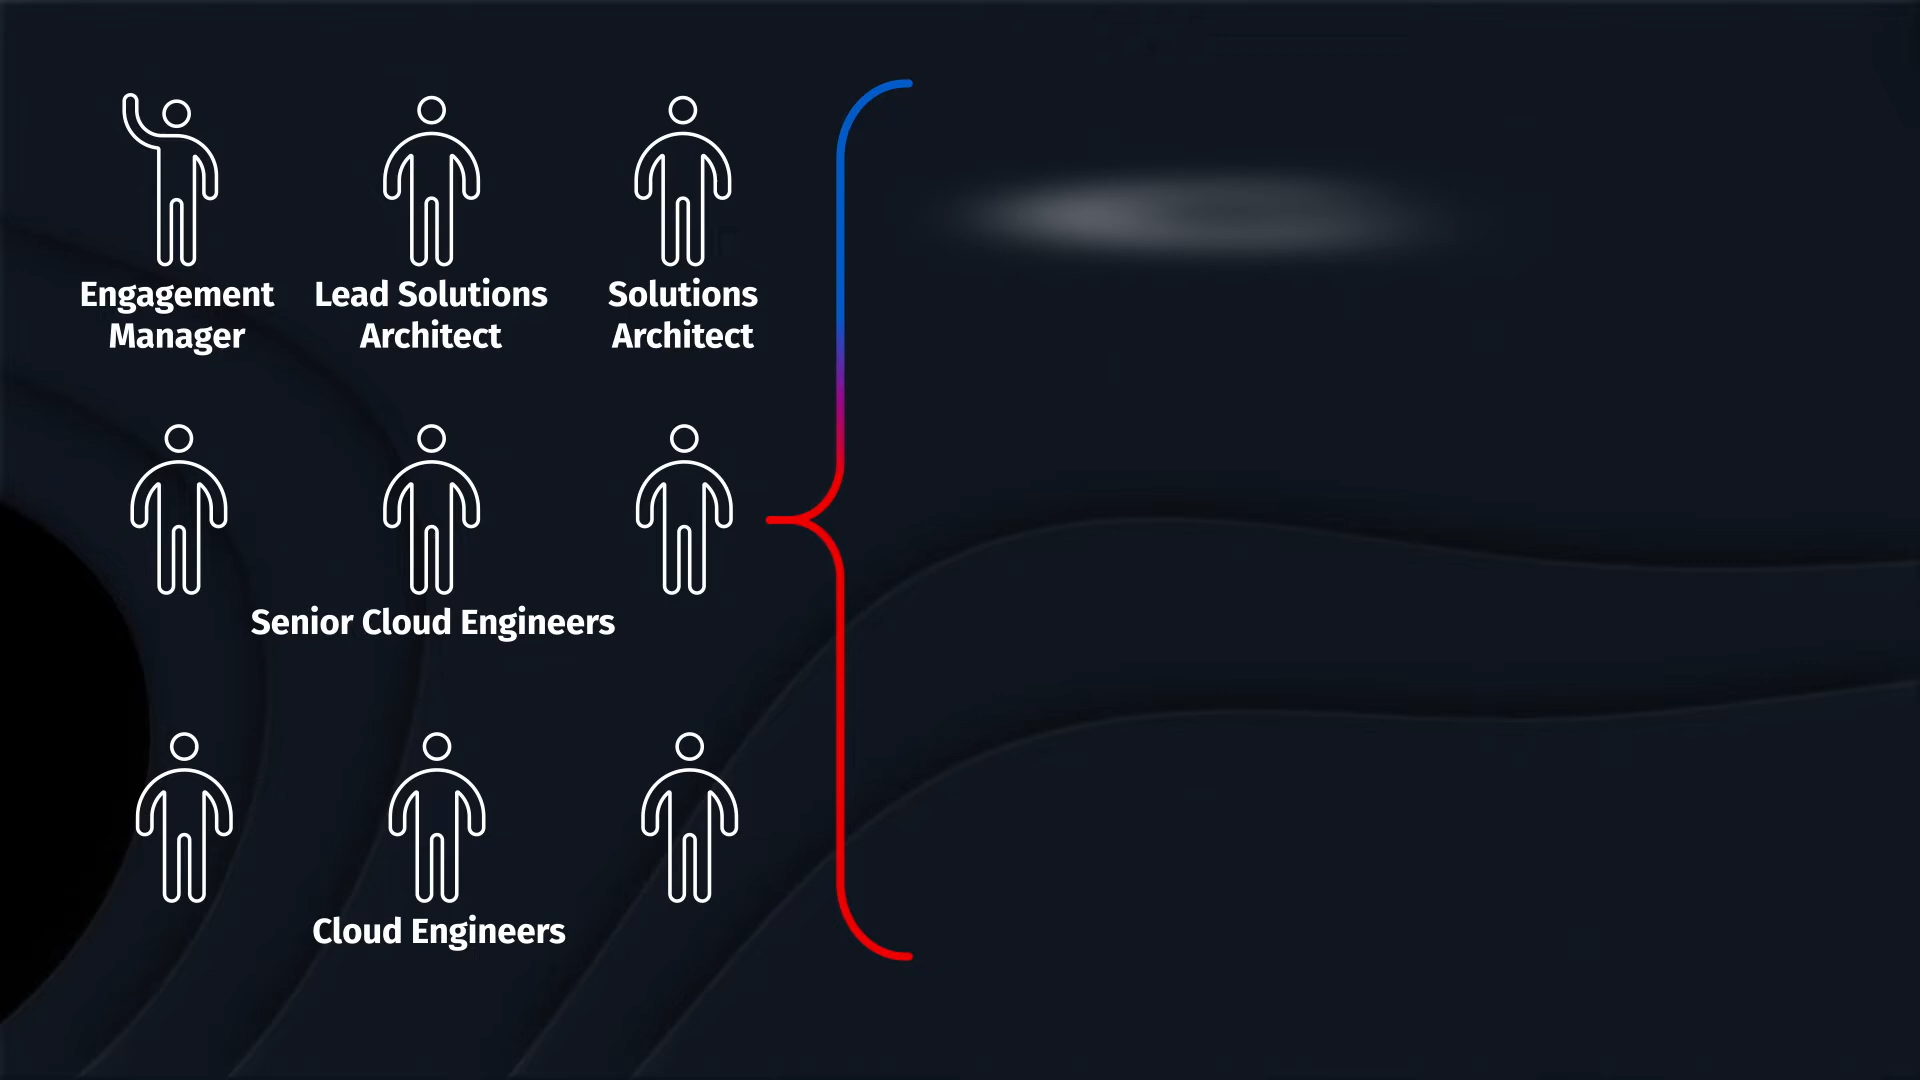 Engagement
Manager
Lead Solutions
Architect
Solutions
Architect
Senior Cloud Engineers
Cloud Engineers